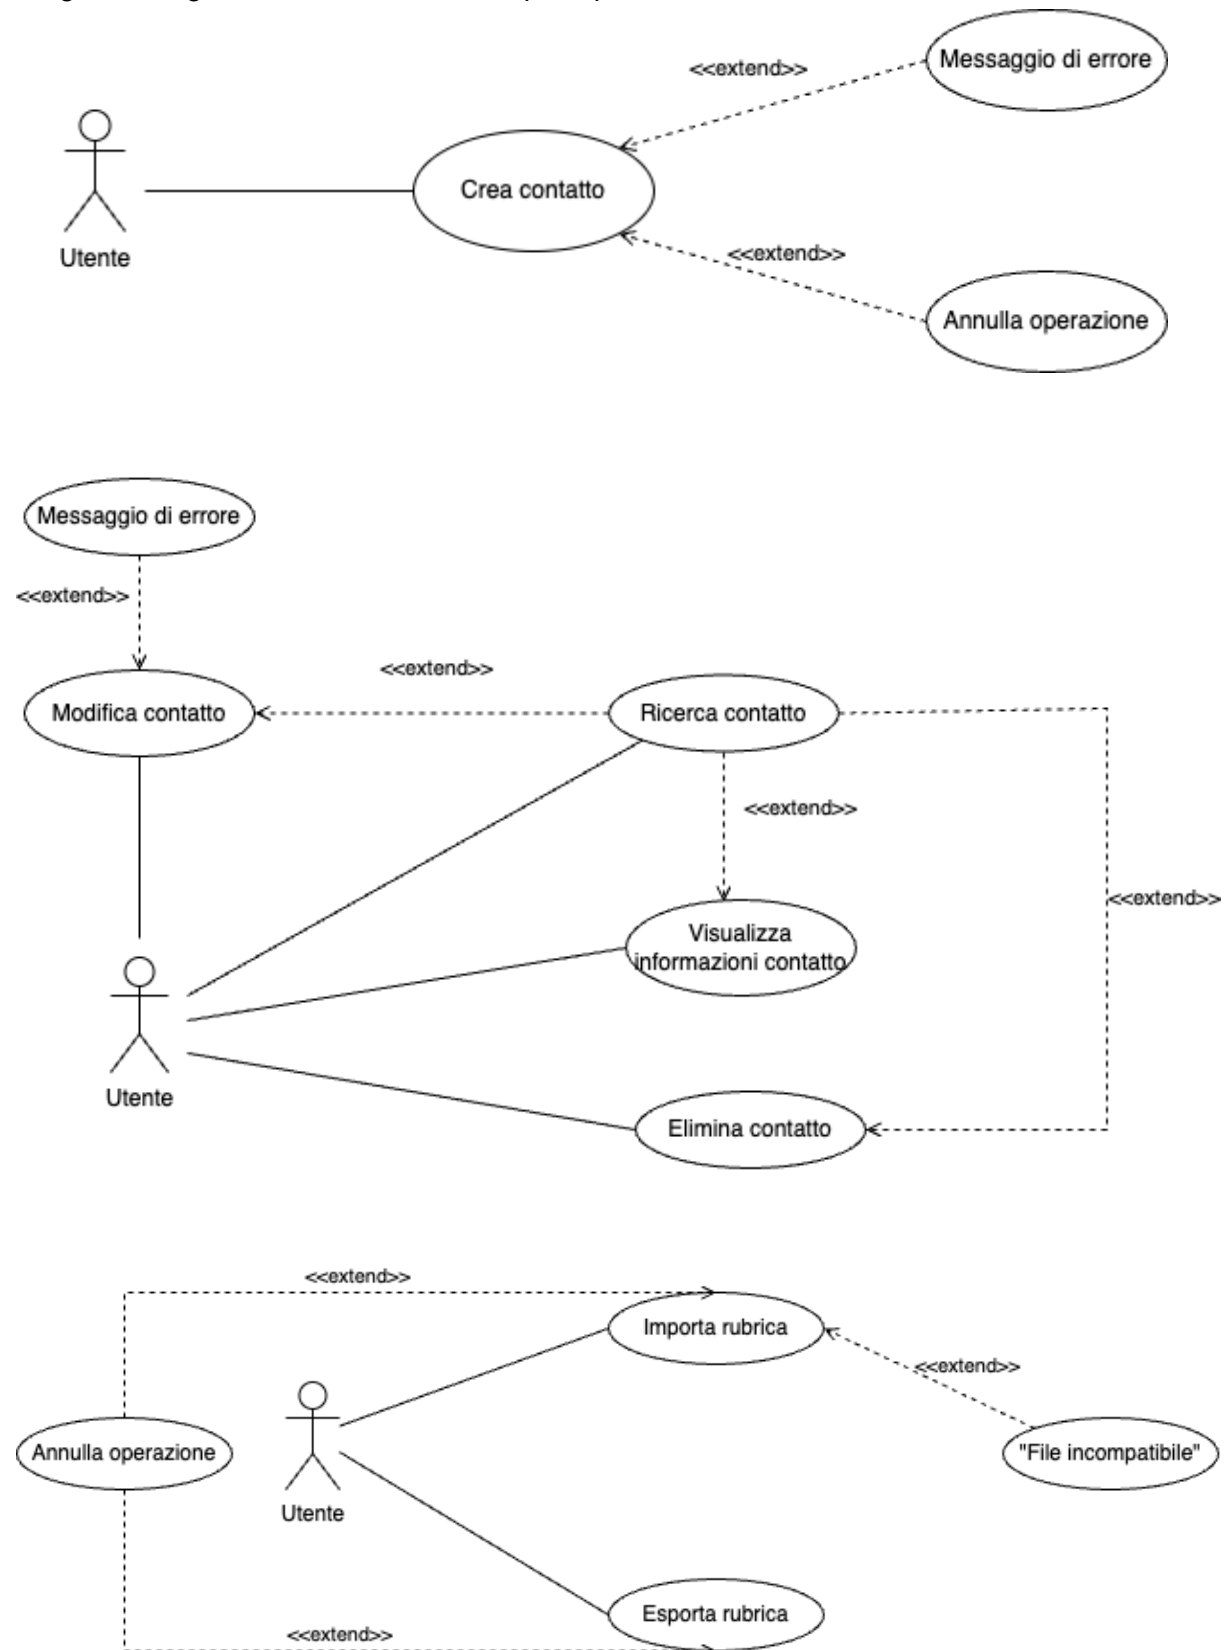 <<extend>>
Messaggio di errore
Crea contatto
Utente
<<extend>>
Annulla operazione
Messaggio di errore
<<extend>>
<<extend>>
Modifica contatto
Ricerca contatto
<<extend>>
<<extend>>
Visualizza
informazioni contatto
Utente
Elimina contatto
<<extend>>
Importa rubrica
<<extend>>
Annulla operazione
"File incompatibile"
Utente
Esporta rubrica
<<extend>>